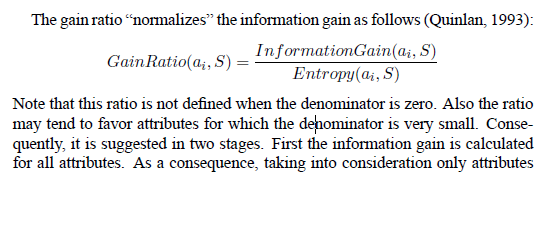 The gain ratio “normalizes” the information gain as follows (Quinlan, 1993):
GainRatio(a_i, S) = InformationGain(a_i, S) / Entropy(a_i, S)
Note that this ratio is not defined when the denominator is zero. Also the ratio
may tend to favor attributes for which the denominator is very small. Conse-
quently, it is suggested in two stages. First the information gain is calculated
for all attributes. As a consequence, taking into consideration only attributes